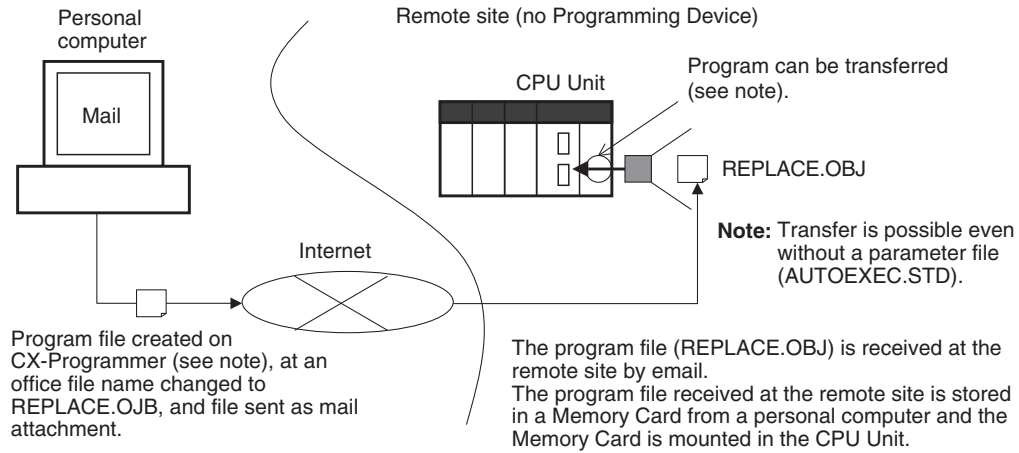 Personal
computer
Mail
Remote site (no Programming Device)
CPU Unit
Program can be transferred
(see note).
REPLACE.OBJ
Note: Transfer is possible even
without a parameter file
(AUTOEXEC.STD).
Internet
Program file created on
CX-Programmer (see note), at an
office file name changed to
REPLACE.OJB, and file sent as mail
attachment.
The program file (REPLACE.OBJ) is received at the
remote site by email.
The program file received at the remote site is stored
in a Memory Card from a personal computer and the
Memory Card is mounted in the CPU Unit.